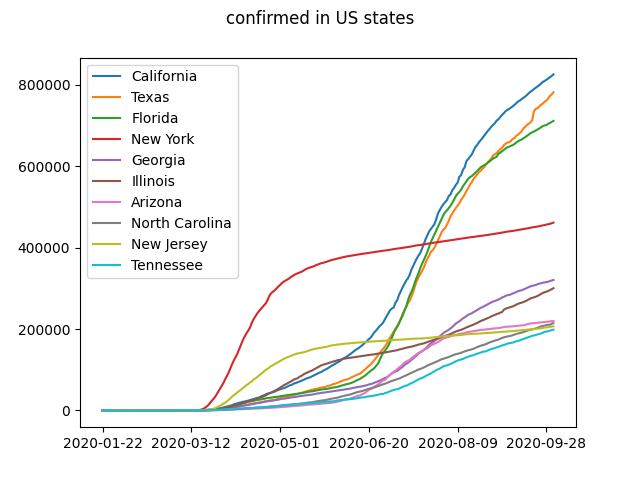 confirmed in US states
California
Texas
Florida
New York
Georgia
Illinois
Arizona
North Carolina
New Jersey
Tennessee
800000
600000
400000
200000
0
2020-01-22 2020-03-12 2020-05-01 2020-06-20 2020-08-09 2020-09-28